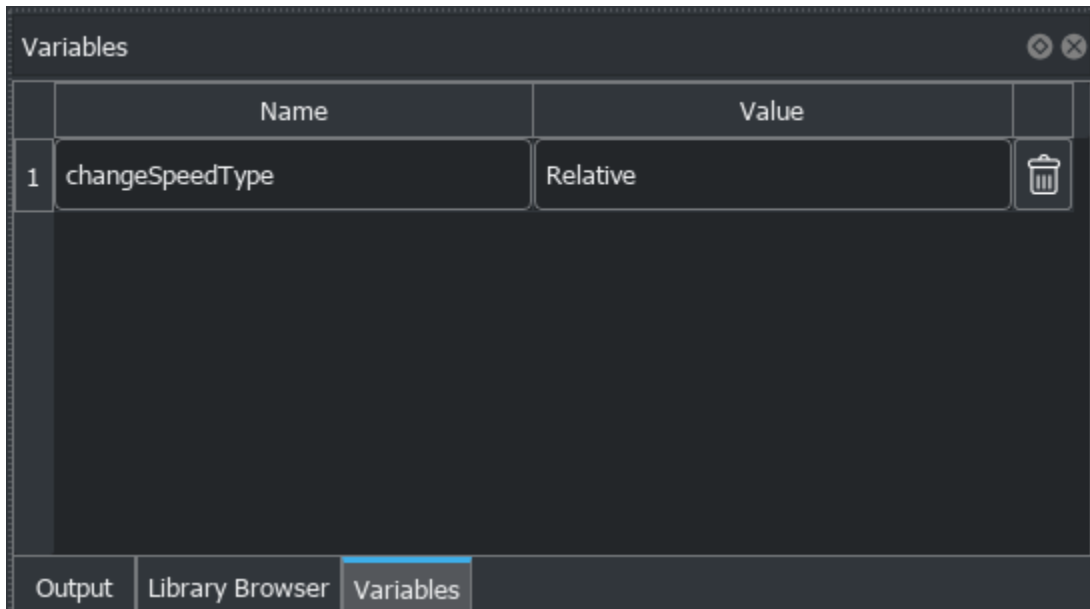 Variables
Name Value
1 changeSpeedType Relative
Output Library Browser Variables